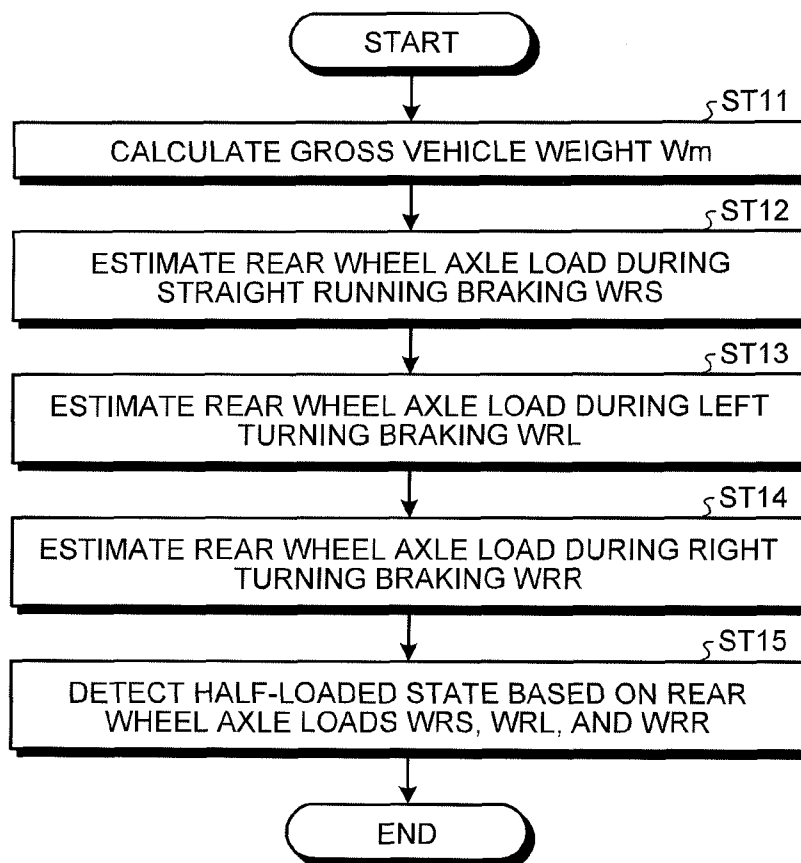 START
ST11
CALCULATE GROSS VEHICLE WEIGHT Wm
ST12
ESTIMATE REAR WHEEL AXLE LOAD DURING
STRAIGHT RUNNING BRAKING WRS
ST13
ESTIMATE REAR WHEEL AXLE LOAD DURING LEFT
TURNING BRAKING WRL
ST14
ESTIMATE REAR WHEEL AXLE LOAD DURING RIGHT
TURNING BRAKING WRR
ST15
DETECT HALF-LOADED STATE BASED ON REAR
WHEEL AXLE LOADS WRS, WRL, AND WRR
END